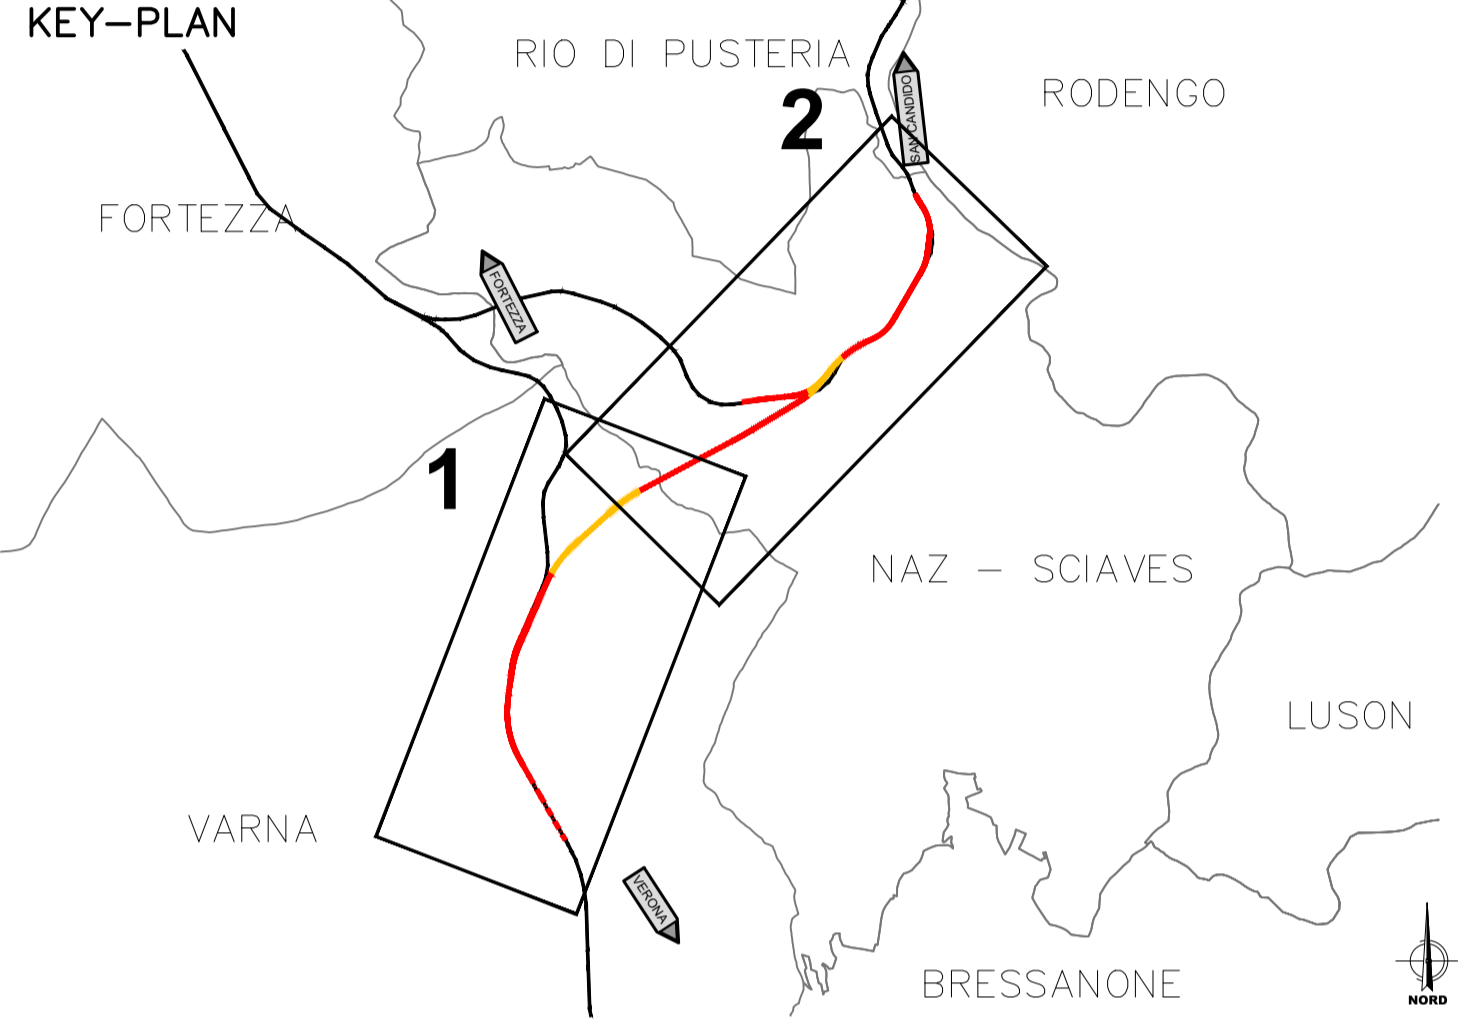 KEY-PLAN
RIO DI PUSTERIA
RODENGO
2
SAN CANDIDO
FORTEZZA
FORTEZZA
1
NAZ - SCIAVES
LUSON
VARNA
VERONA
BRESSANONE
NORD